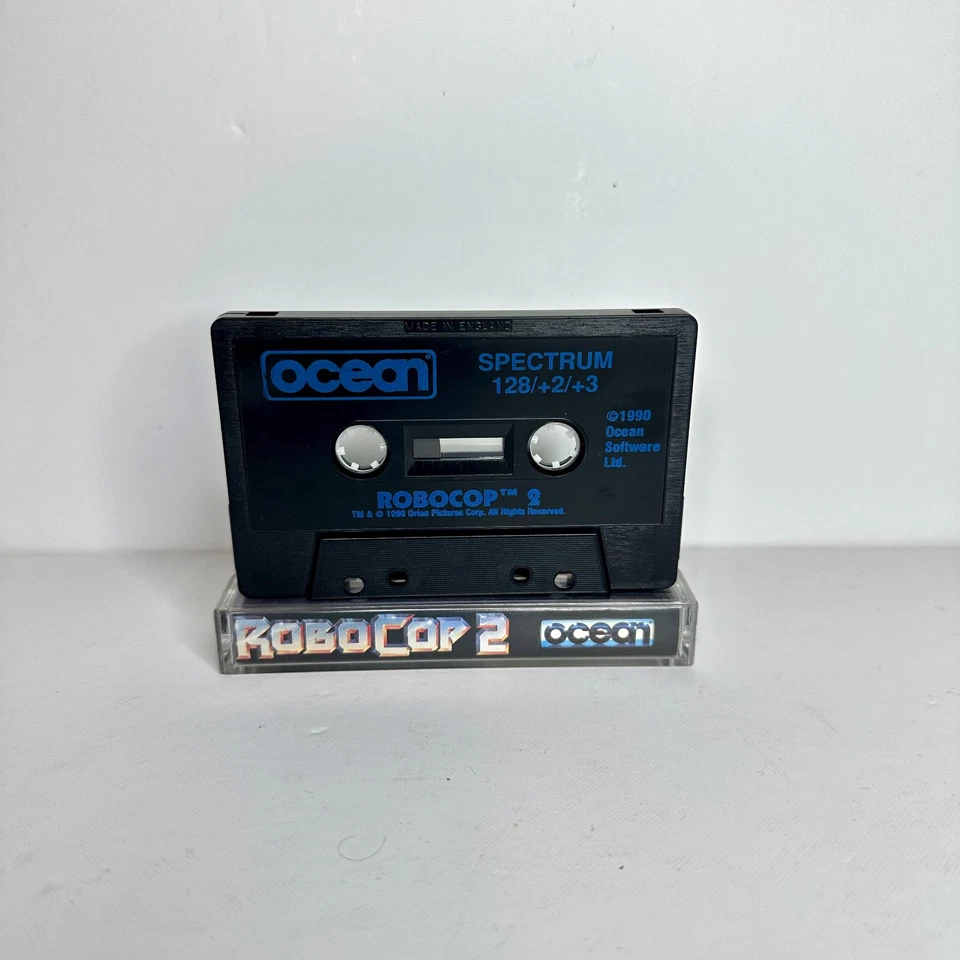 MADE IN ENGLAND
ocean®
SPECTRUM
128/+2/+3
©1990
Ocean
Software
Ltd.
ROBOCOP™ 2
TM & © 1990 Orion Pictures Corp. All Rights Reserved.
ROBOCOP 2 ocean